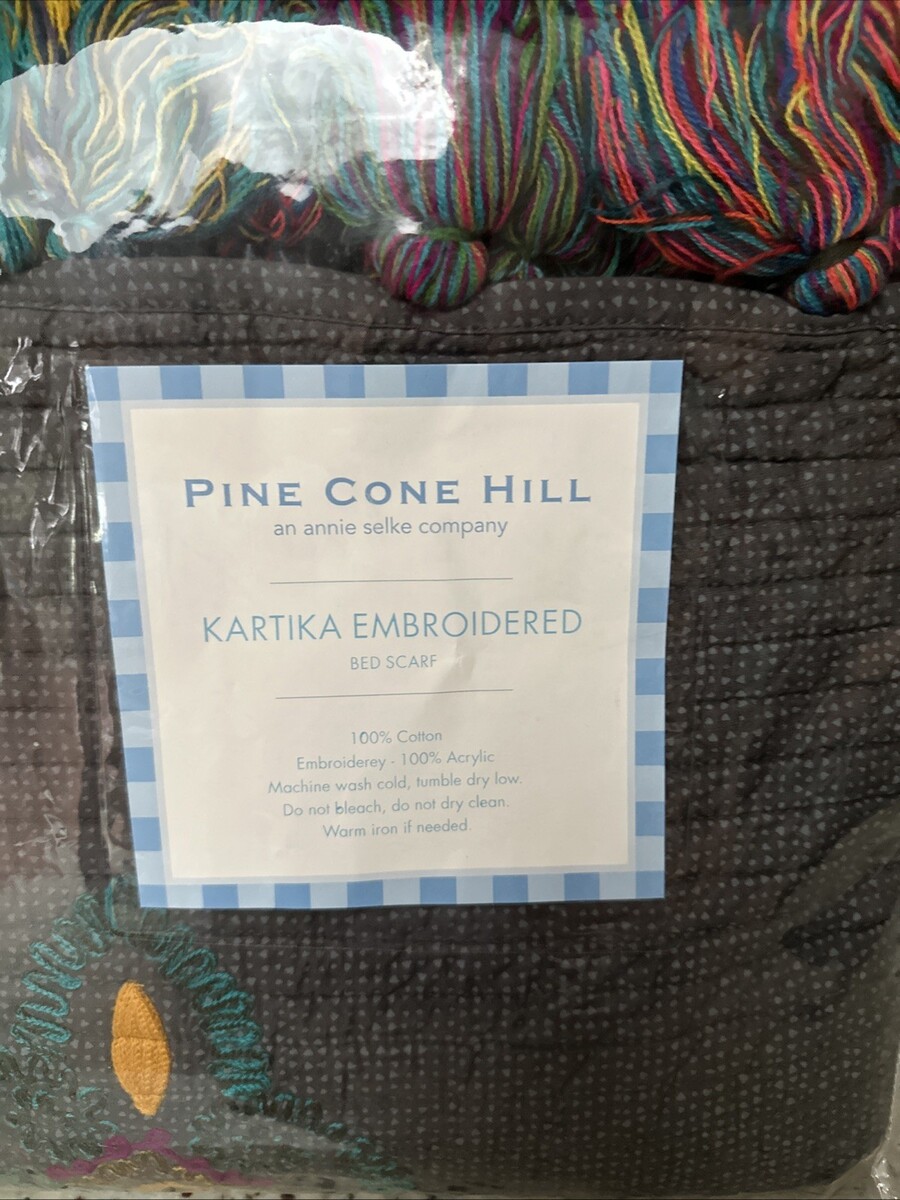 PINE CONE HILL
an annie selke company
KARTIKA EMBROIDERED
BED SCARF
100% Cotton
Embroiderey - 100% Acrylic
Machine wash cold, tumble dry low.
Do not bleach, do not dry clean.
Warm iron if needed.